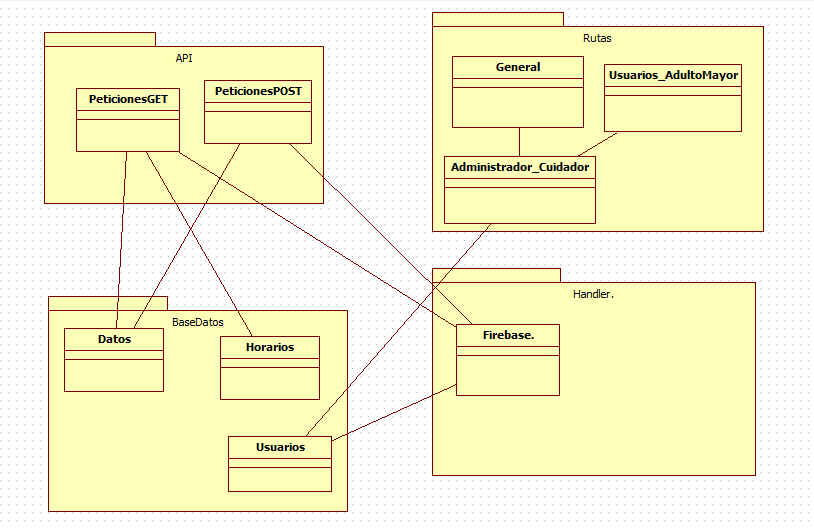 API
PeticionesGET
PeticionesPOST
Rutas
General
Usuarios_AdultoMayor
Administrador_Cuidador
BaseDatos
Datos
Horarios
Usuarios
Handler.
Firebase.